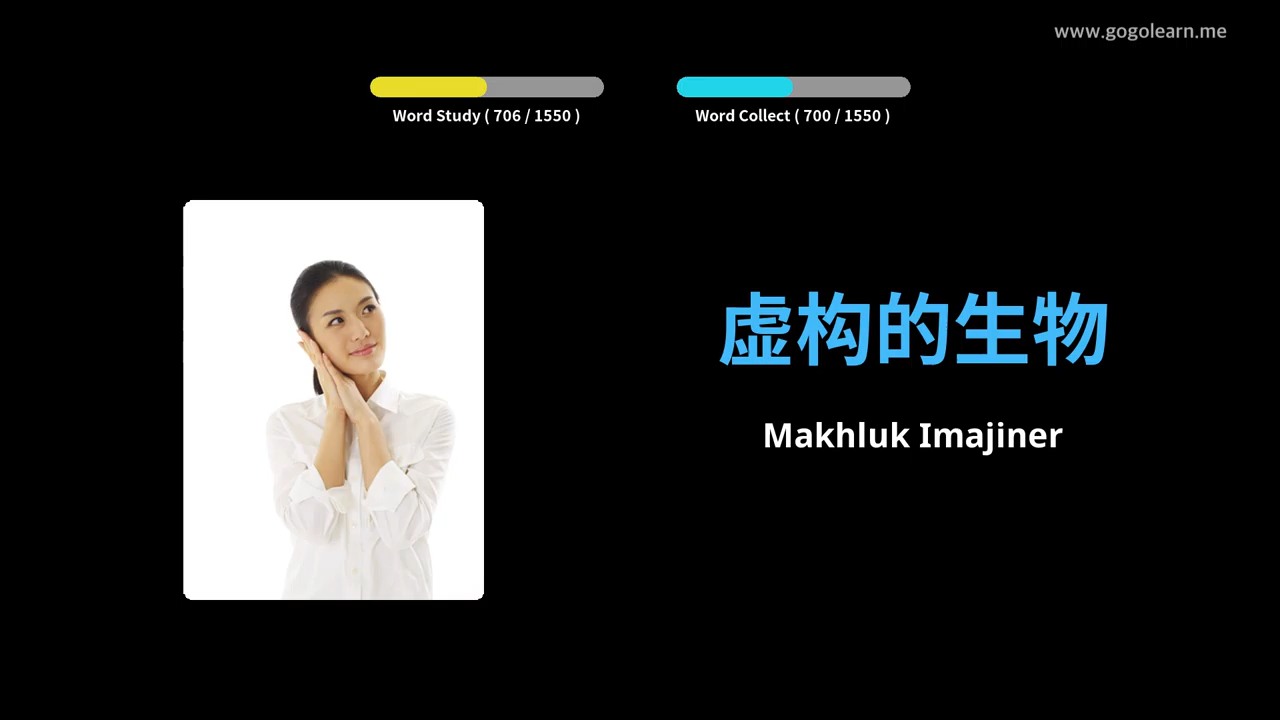 www.gogolearn.me
Word Study ( 706 / 1550 )
Word Collect ( 700 / 1550 )
虚构的生物
Makhluk Imajiner